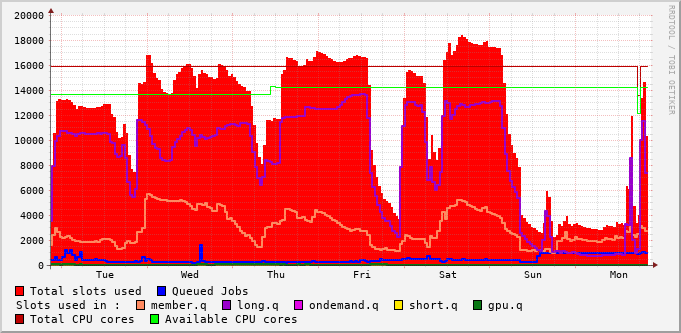 20000
18000
16000
14000
12000
10000
8000
6000
4000
2000
0
Tue Wed Thu Fri Sat Sun Mon
Total slots used Queued Jobs
Slots used in : member.q long.q ondemand.q short.q gpu.q
Total CPU cores Available CPU cores
RRDTOOL / TOBI OETIKER